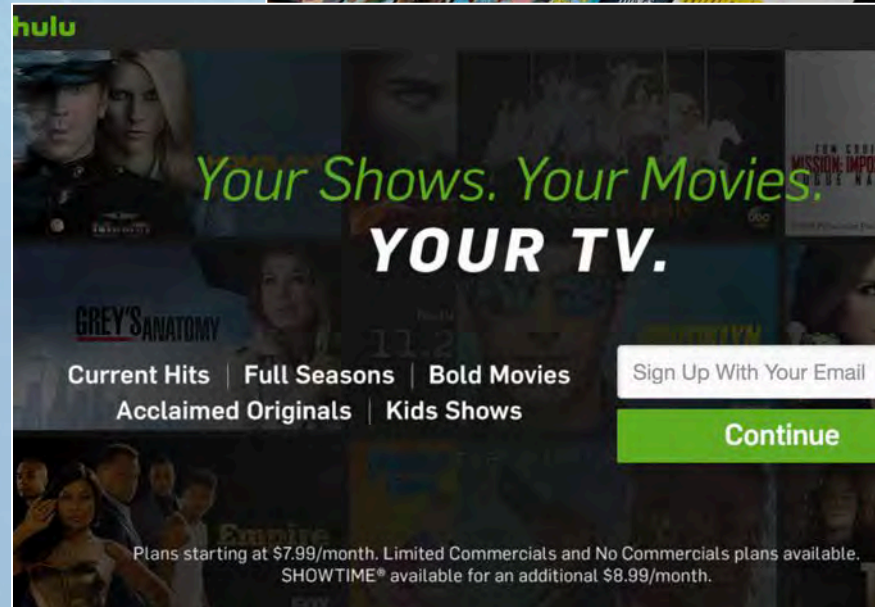 hulu
Your Shows. Your Movies.
YOUR TV.
GREY'S ANATOMY
Current Hits | Full Seasons | Bold Movies
Acclaimed Originals | Kids Shows
Sign Up With Your Email
Continue
Empire
Plans starting at $7.99/month. Limited Commercials and No Commercials plans available.
SHOWTIME® available for an additional $8.99/month.